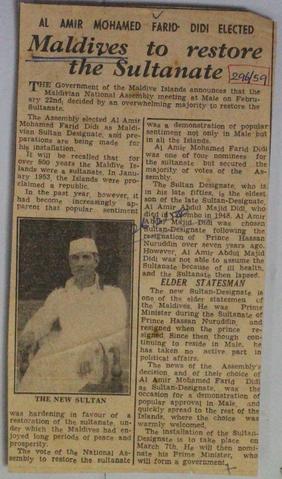 AL AMIR MOHAMED FARID DIDI ELECTED
Maldives to restore
the Sultanate
296/59
THE Government of the Maldive Islands announces that the
Maldivian National Assembly meeting at Male on Febru-
ary 22nd, decided by an overwhelming majority to restore the
Sultanate.
The Assembly elected Al Amir
Mohamed Farid Didi as Maldi-
vian Sultan Designate, and pre-
parations are being made for
his installation.
It will be recalled that for
over 800 years the Maldive Is-
lands were a sultanate. In Jan-
uary 1953, the Islands were pro-
claimed a republic.
In the past year, however, it
had become increasingly ap-
parent that popular sentiment
THE NEW SULTAN
was hardening in favour of a
restoration of the sultanate, un-
der which the Maldives had en-
joyed long periods of peace and
prosperity.
The vote of the National As-
sembly to restore the sultanate
was a demonstration of popular
sentiment not only in Male but
in all the Islands.
Al Amir Mohamed Farid Didi
was one of four nominees for
the sultanate but secured the
majority of votes of the As-
sembly.
The Sultan Designate, who is
in his late fifties, is the eldest
son of the late Sultan-Designate,
Al Amir Abdul Majid Didi, who
died in Colombo in 1948. Al Amir
Abdul Majid Didi was chosen
Sultan-Designate following the
resignation of Prince Hassan
Nuruddin over seven years ago.
However, Al Amir Abdul Majid
Didi was not able to assume the
Sultanate because of ill health,
and the Sultanate then lapsed.
ELDER STATESMAN
The new Sultan-Designate is
one of the elder statesmen of
the Maldives. He was Prime
Minister during the Sultanate of
Prince Hassan Nuruddin, and
resigned when the prince re-
signed. Since then, though con-
tinuing to reside in Male, he
has taken no active part in
political affairs.
The news of the Assembly's
decision, and of their choice of
Al Amir Mohamed Farid Didi
as Sultan-Designate, was the
occasion for a demonstration of
popular approval in Male, and
quickly spread to the rest of the
Islands, where the choice was
warmly welcomed.
The installation of the Sultan-
Designate is to take place on
March 7th. He will then nomi-
nate his Prime Minister, who
will form a government.